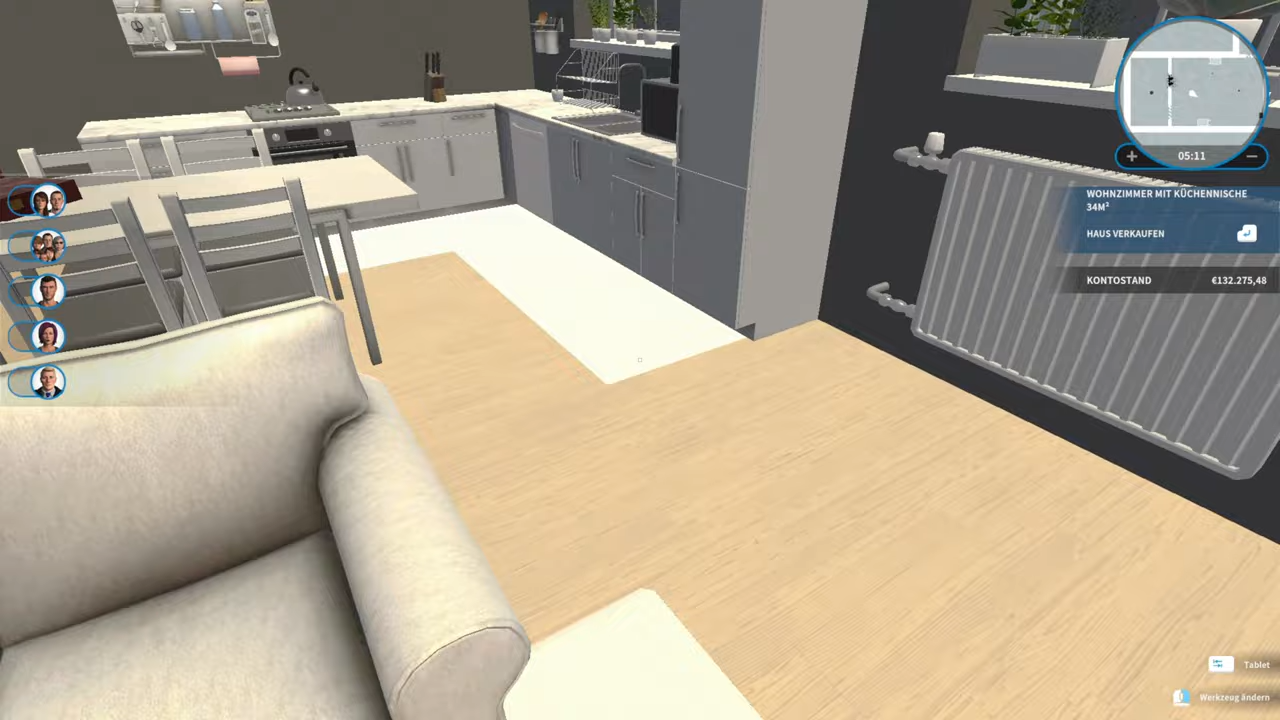 05:11
WOHNZIMMER MIT KÜCHENNISCHE
34M²
HAUS VERKAUFEN
KONTOSTAND €132.275,48
Tablet
Werkzeug ändern